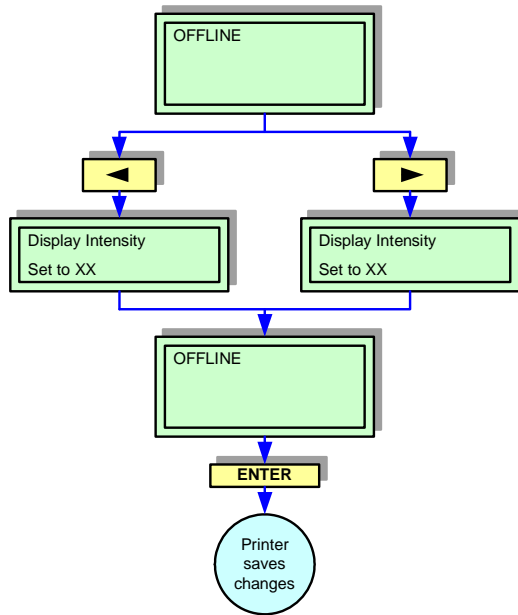 OFFLINE
Display Intensity
Set to XX
Display Intensity
Set to XX
OFFLINE
ENTER
Printer
saves
changes